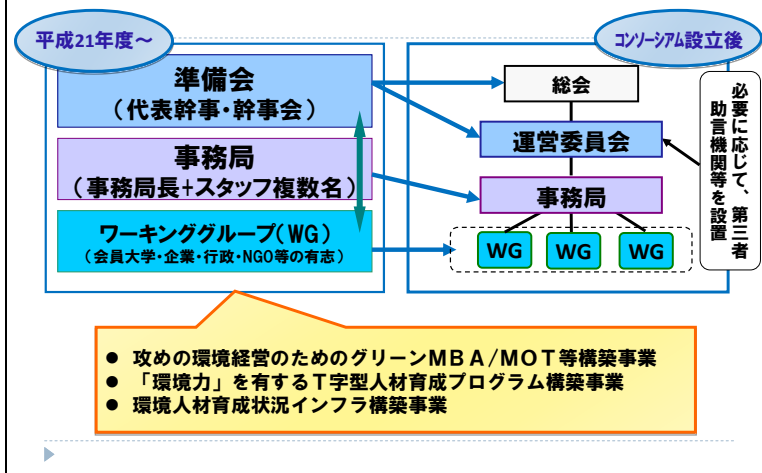 平成21年度~
コンソーシアム設立後
準備会
(代表幹事・幹事会)
事務局
(事務局長+スタッフ複数名)
ワーキンググループ(WG)
(会員大学・企業・行政・NGO等の有志)
総会
運営委員会
事務局
WG
WG
WG
必要に応じて、第三者
助言機関等を設置
● 攻めの環境経営のためのグリーンMBA/MOT等構築事業
● 「環境力」を有するT字型人材育成プログラム構築事業
● 環境人材育成状況インフラ構築事業